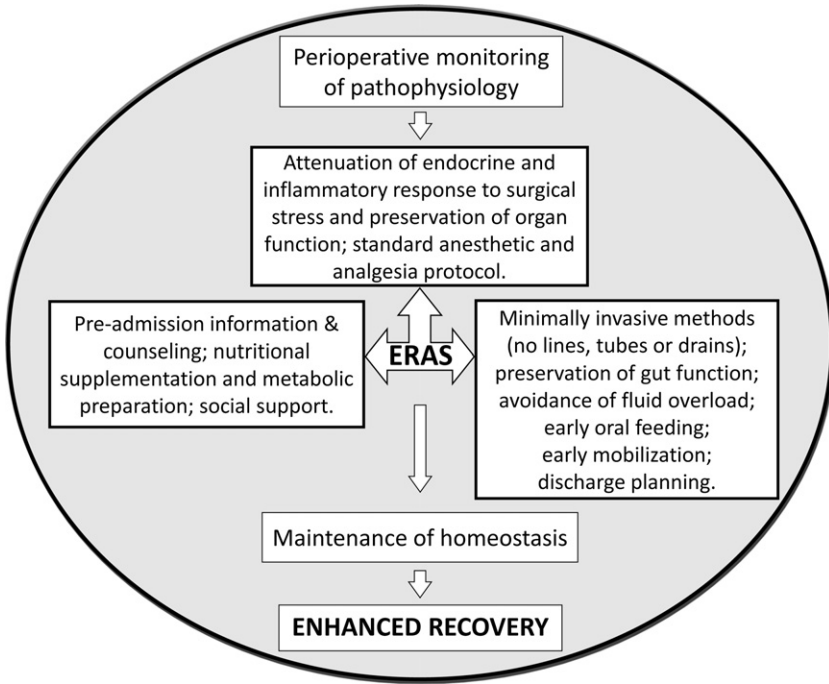 Perioperative monitoring
of pathophysiology
Attenuation of endocrine and
inflammatory response to surgical
stress and preservation of organ
function; standard anesthetic and
analgesia protocol.
Pre-admission information &
counseling; nutritional
supplementation and metabolic
preparation; social support.
ERAS
Minimally invasive methods
(no lines, tubes or drains);
preservation of gut function;
avoidance of fluid overload;
early oral feeding;
early mobilization;
discharge planning.
Maintenance of homeostasis
ENHANCED RECOVERY